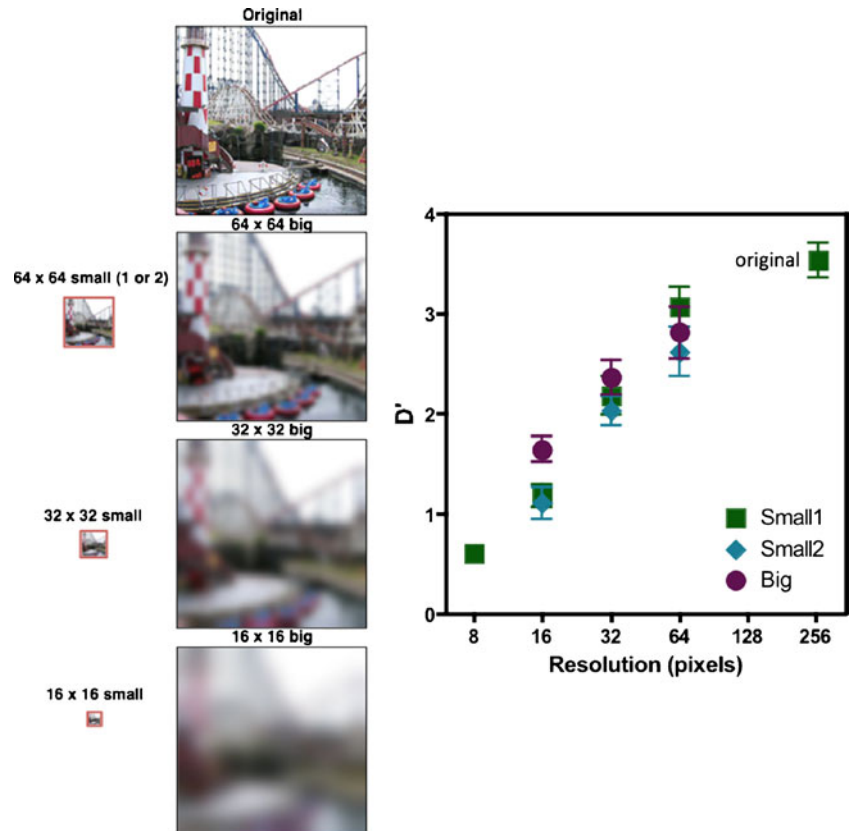 Original
64 x 64 big
64 x 64 small (1 or 2)
32 x 32 big
32 x 32 small
16 x 16 big
16 x 16 small
4
3
2
1
0
D'
original
Small1
Small2
Big
8 16 32 64 128 256
Resolution (pixels)